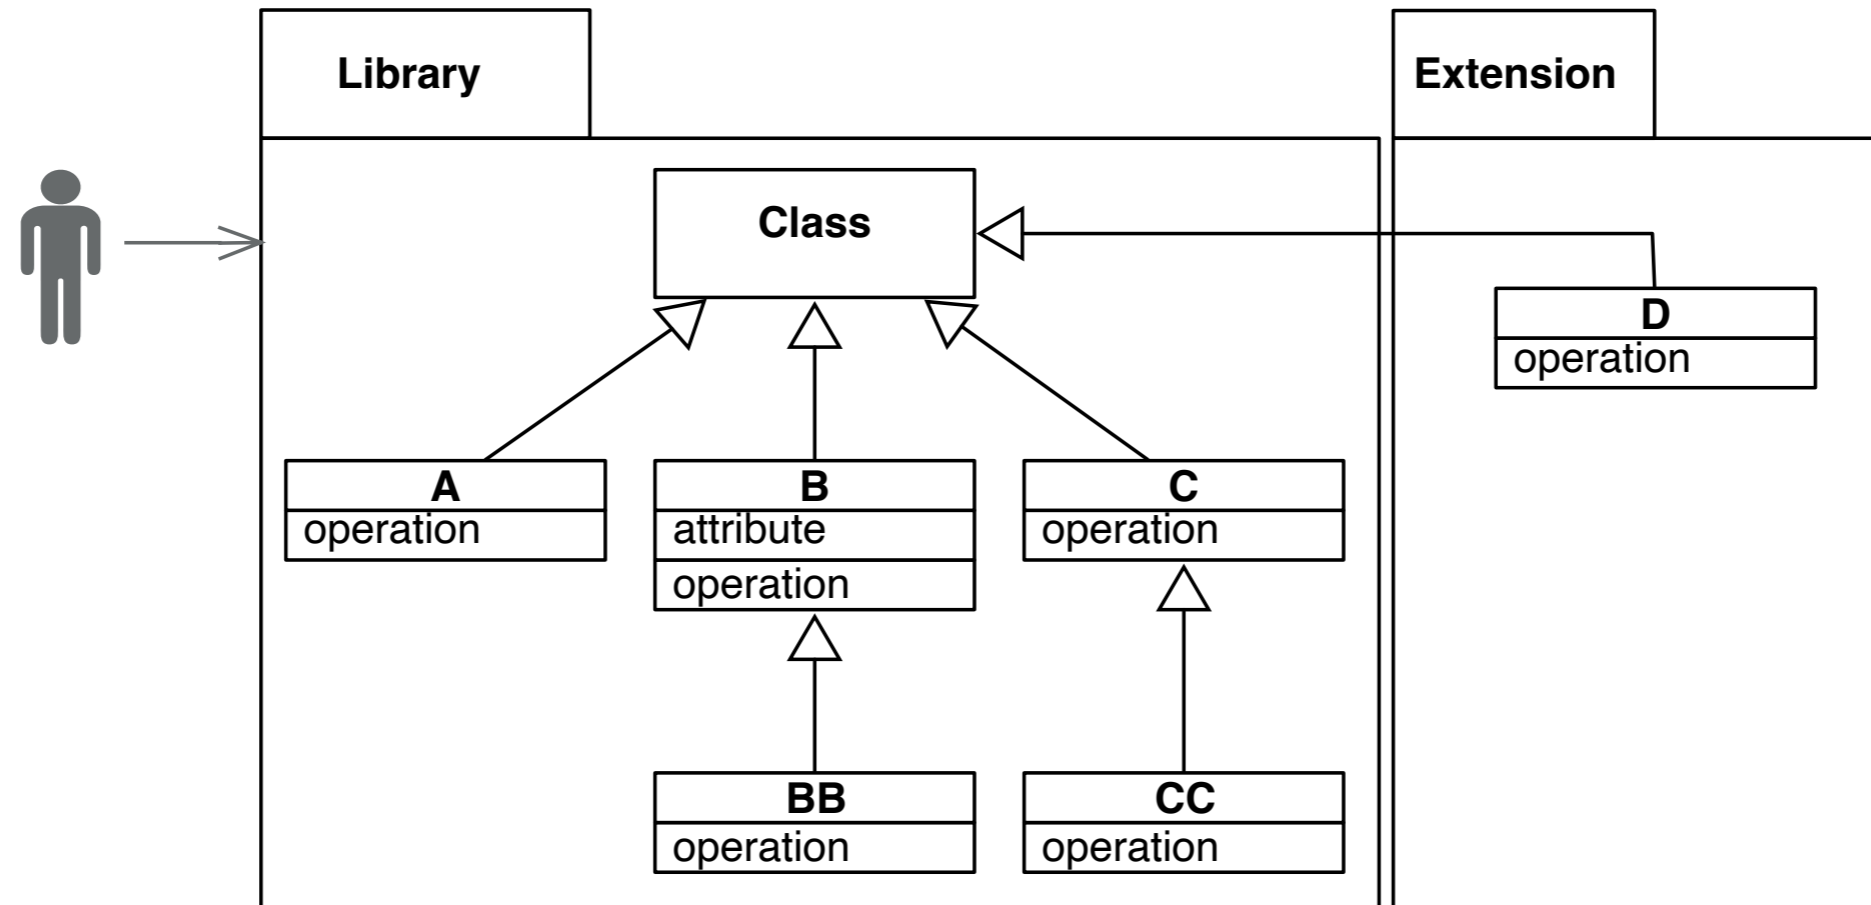 Library
Extension
Class
D
operation
A
operation
B
attribute
operation
C
operation
BB
operation
CC
operation